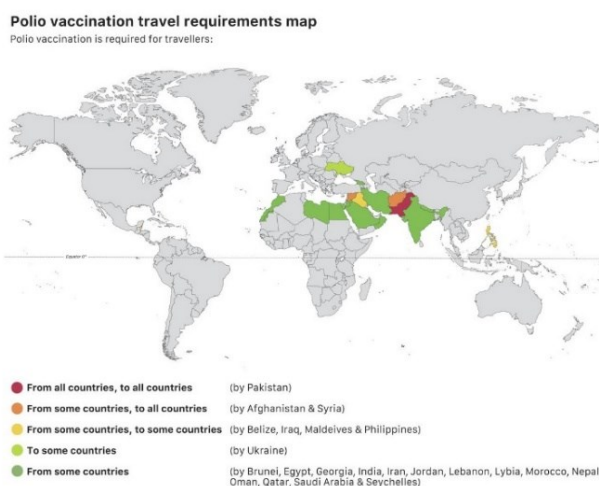 Polio vaccination travel requirements map
Polio vaccination is required for travellers:
Equator 0°
From all countries, to all countries (by Pakistan)
From some countries, to all countries (by Afghanistan & Syria)
From some countries, to some countries (by Belize, Iraq, Maldeives & Philippines)
To some countries (by Ukraine)
From some countries (by Brunei, Egypt, Georgia, India, Iran, Jordan, Lebanon, Lybia, Morocco, Nepal
Oman, Qatar, Saudi Arabia & Seychelles)